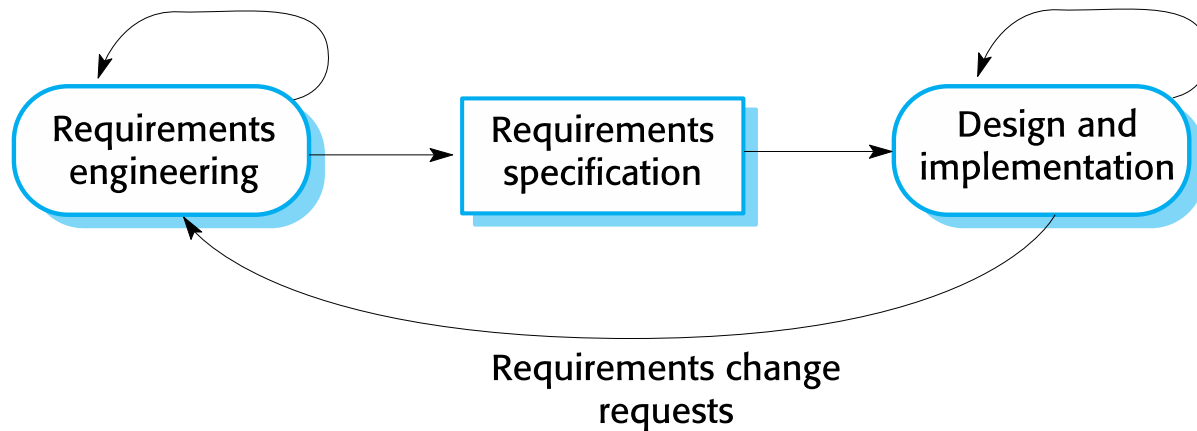 Requirements
engineering
Requirements
specification
Design and
implementation
Requirements change
requests